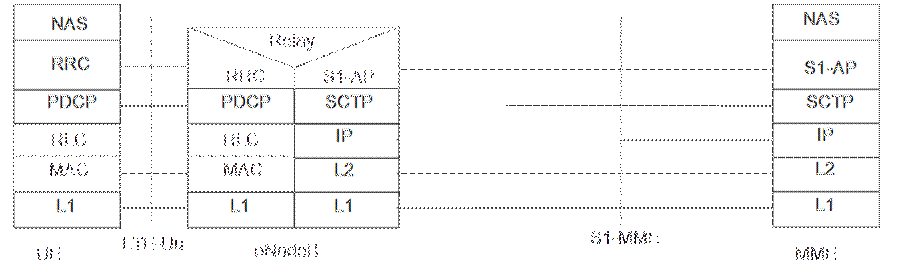 NAS
RRC
PDCP
RLC
MAC
L1
UE
LTE-Uu
Relay
RRC
PDCP
RLC
MAC
L1
S1-AP
SCTP
IP
L2
L1
eNodeB
S1-MME
NAS
S1-AP
SCTP
IP
L2
L1
MME